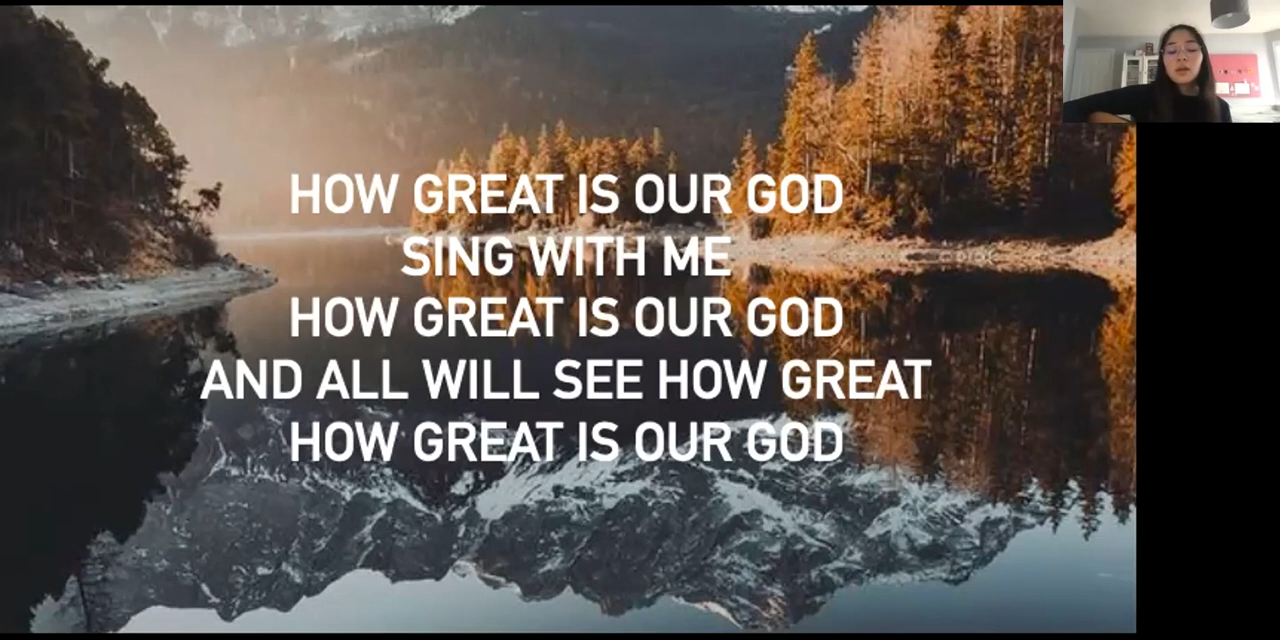 HOW GREAT IS OUR GOD
SING WITH ME
HOW GREAT IS OUR GOD
AND ALL WILL SEE HOW GREAT
HOW GREAT IS OUR GOD